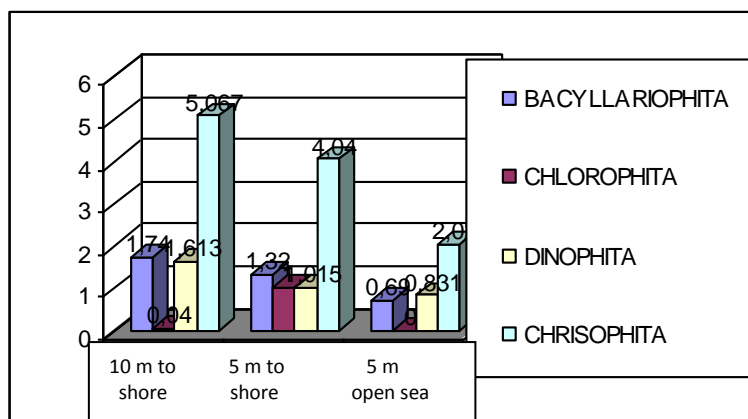 6
5
4
3
2
1
0
5,067
4,04
1,74
1,613
0,04
1,32
1,015
0,69
0,831
0
BACYLLARIOPHITA
CHLOROPHITA
DINOPHITA
CHRISOPHITA
10 m to
shore
5 m to
shore
5 m
open sea